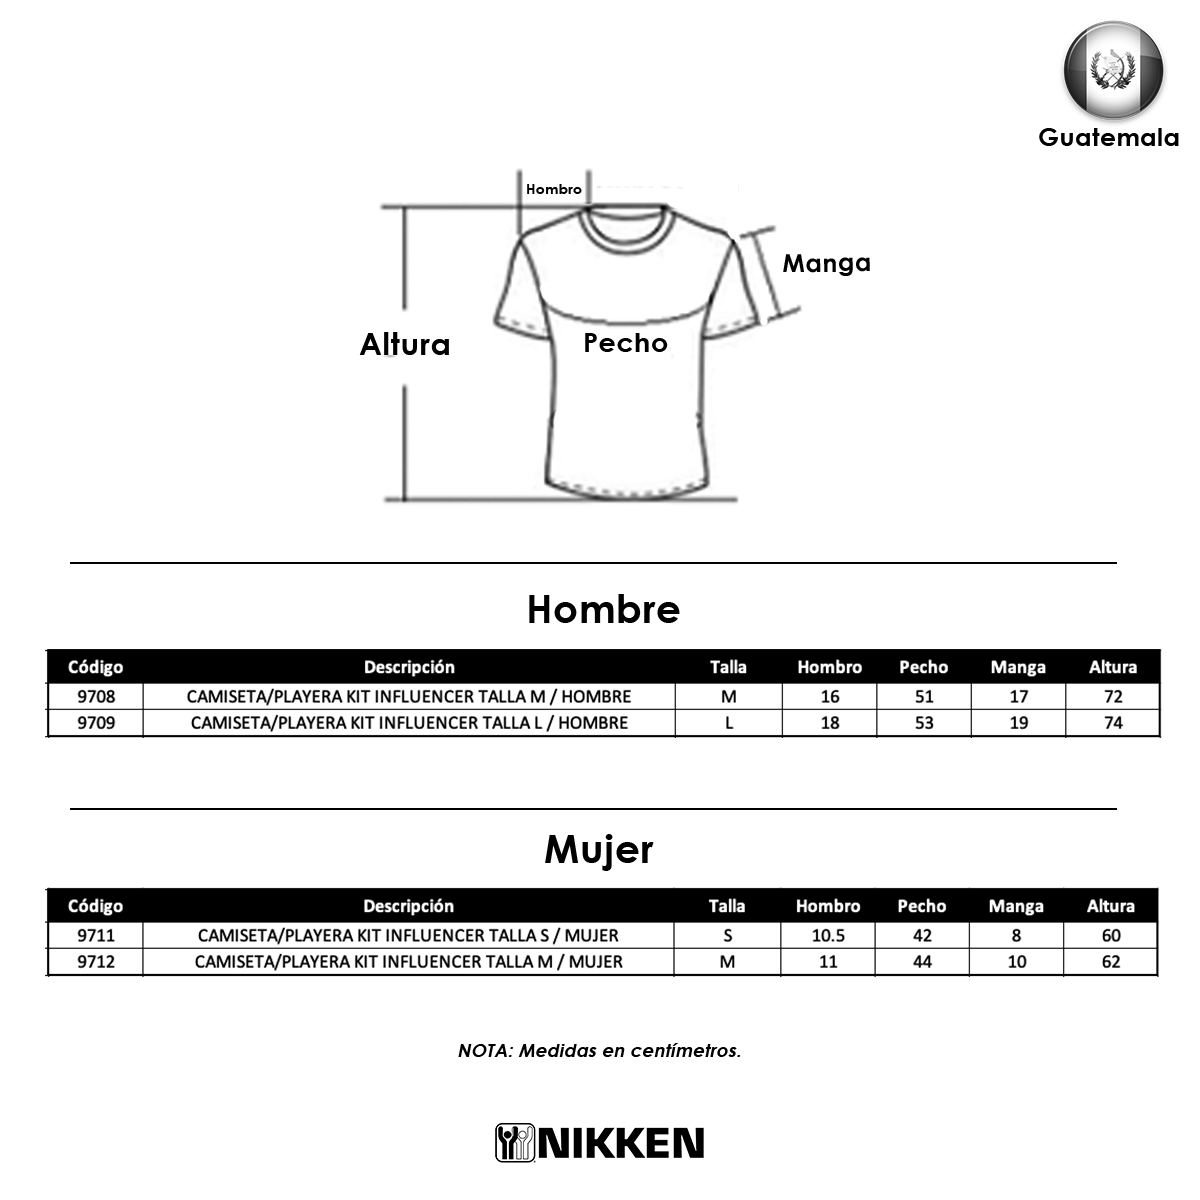 Guatemala
Hombro
Manga
Altura
Pecho
Hombre
Código Descripción Talla Hombro Pecho Manga Altura
9708 CAMISETA/PLAYERA KIT INFLUENCER TALLA M / HOMBRE M 16 51 17 72
9709 CAMISETA/PLAYERA KIT INFLUENCER TALLA L / HOMBRE L 18 53 19 74
Mujer
Código Descripción Talla Hombro Pecho Manga Altura
9711 CAMISETA/PLAYERA KIT INFLUENCER TALLA S / MUJER S 10.5 42 8 60
9712 CAMISETA/PLAYERA KIT INFLUENCER TALLA M / MUJER M 11 44 10 62
NOTA: Medidas en centímetros.
NIKKEN